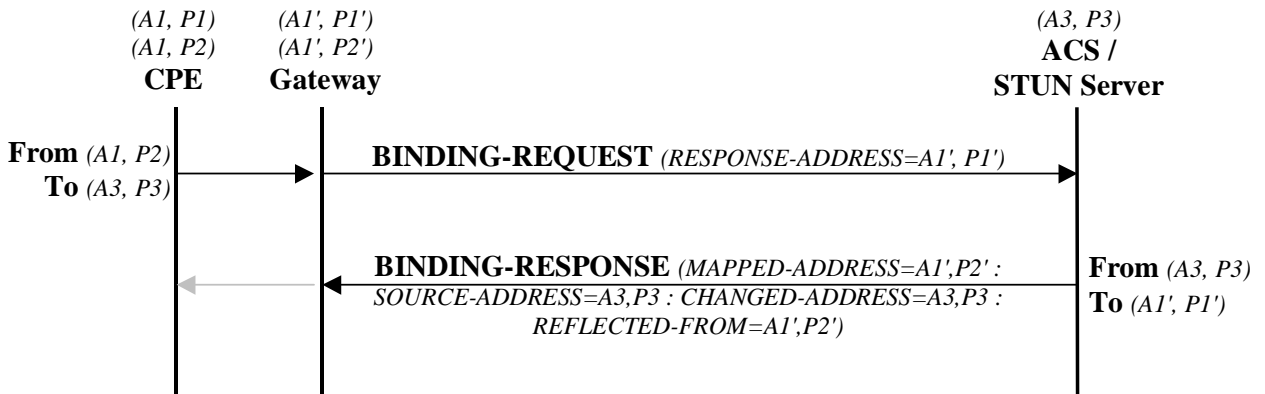 (A1, P1)
(A1, P2)
CPE
(A1', P1')
(A1', P2')
Gateway
(A3, P3)
ACS /
STUN Server
From (A1, P2)
To (A3, P3)
BINDING-REQUEST (RESPONSE-ADDRESS=A1', P1')
BINDING-RESPONSE (MAPPED-ADDRESS=A1',P2' :
SOURCE-ADDRESS=A3,P3 : CHANGED-ADDRESS=A3,P3 :
REFLECTED-FROM=A1',P2')
From (A3, P3)
To (A1', P1')